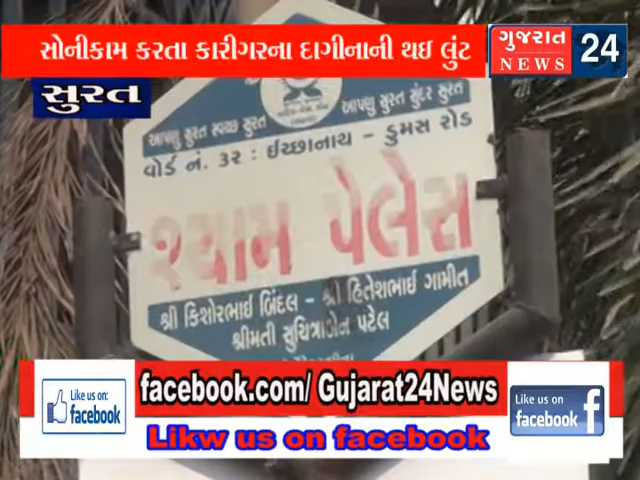 સોનીકામ કરતા કારીગરના દાગીનાની થઇ લુંટ
ગુજરાત
NEWS
24
સુરત
આપણુ સુરત સ્વચ્છ સુરત
આપણુ સુરત સુંદર સુરત
વોર્ડ નં. ૩૨ : ઈચ્છાનાથ - ડુમસ રોડ
શ્યામ પેલેસ
શ્રી કિશોરભાઈ બિંદલ - શ્રી હિતેશભાઈ ગામીત
શ્રીમતી સુચિત્રાબેન પટેલ
Like us on:
facebook
facebook.com/ Gujarat24News
Likw us on facebook
Like us on
facebook
f